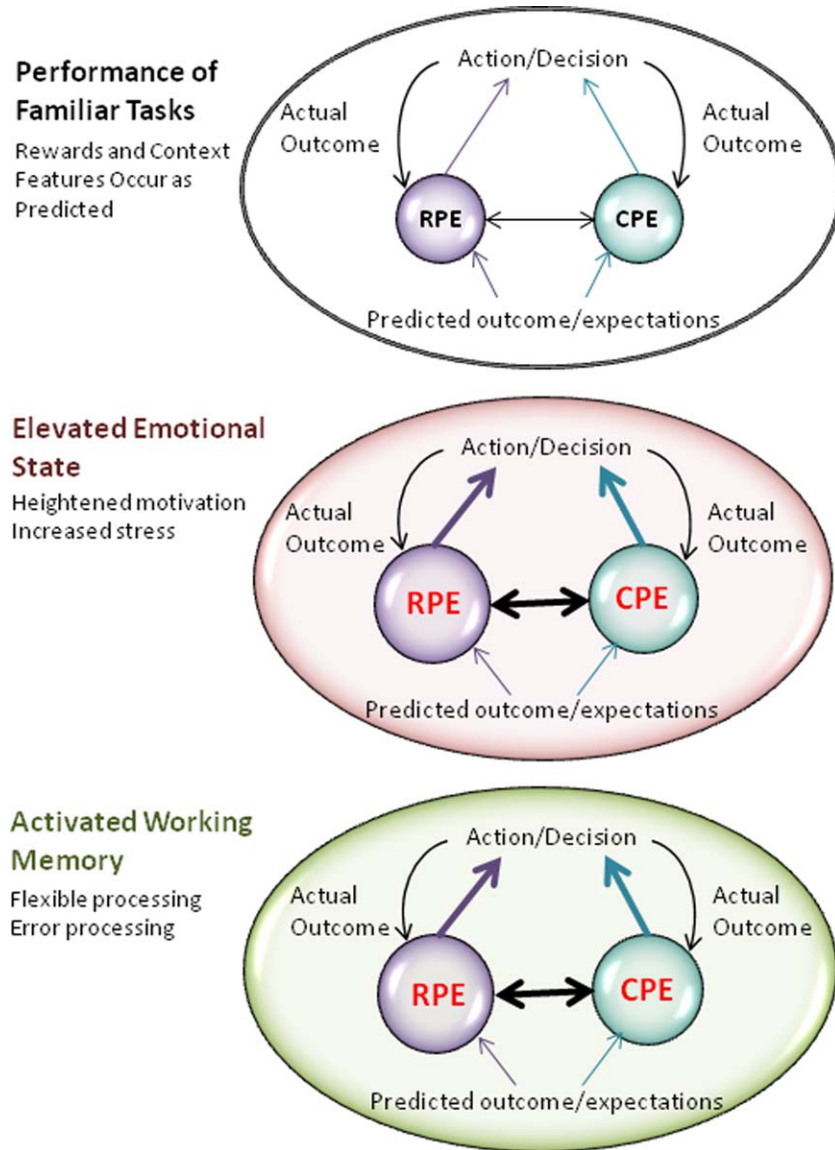 Performance of
Familiar Tasks
Rewards and Context
Features Occur as
Predicted
Action/Decision
Actual
Outcome
Actual
Outcome
RPE
CPE
Predicted outcome/expectations
Elevated Emotional
State
Heightened motivation
Increased stress
Action/Decision
Actual
Outcome
Actual
Outcome
RPE
CPE
Predicted outcome/expectations
Activated Working
Memory
Flexible processing
Error processing
Action/Decision
Actual
Outcome
Actual
Outcome
RPE
CPE
Predicted outcome/expectations